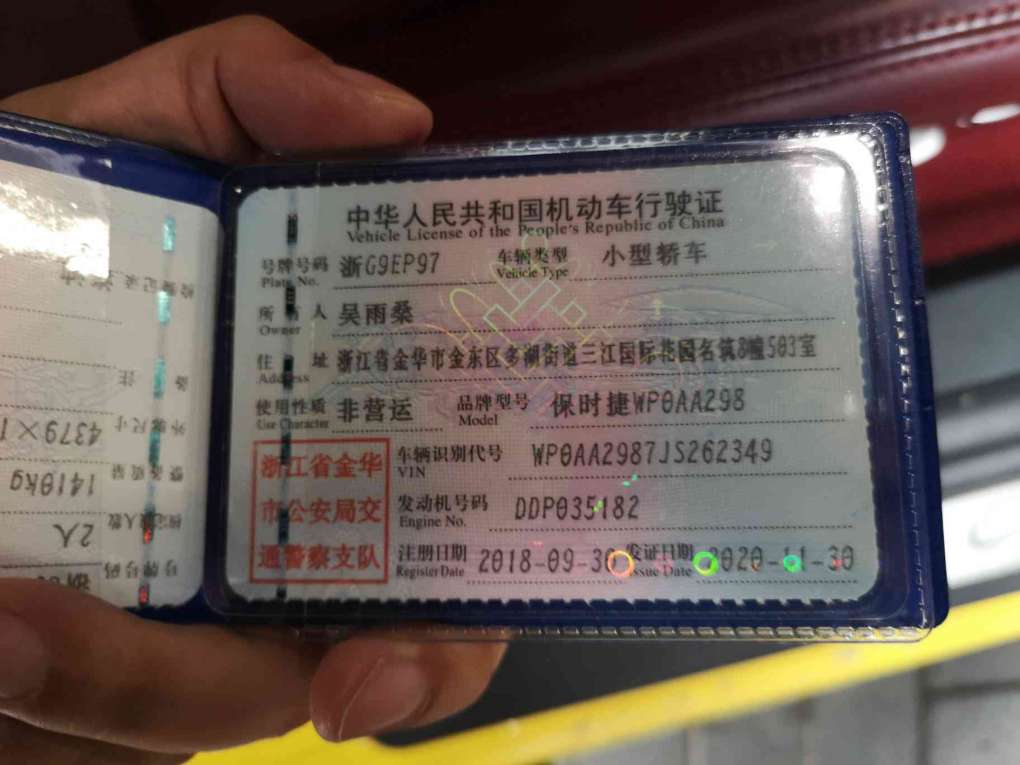 中华人民共和国机动车行驶证
Vehicle License of the People's Republic of China
号牌号码 浙G9EP97 车辆类型 小型轿车
Plate No. Vehicle Type
所有人 吴雨桑
Owner
住址 浙江省金华市金东区多湖街道三江国际花园名筑8幢503室
Address
使用性质 非营运 品牌型号 保时捷WP0AA298
Use Character Model
浙江省金华
市公安局交
通警察支队
车辆识别代号 WP0AA2987JS262349
VIN
发动机号码 DDP035182
Engine No.
注册日期 2018-09-30 发证日期 2020-11-30
Register Date Issue Date
号牌号码
2人
1410kg
外廓尺寸 4379×1